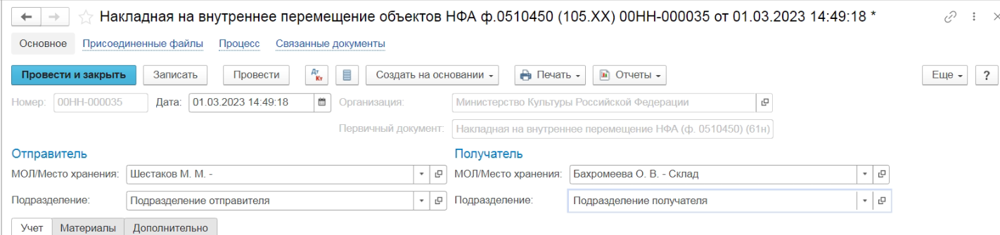 Накладная на внутреннее перемещение объектов НФА ф.0510450 (105.XX) 00НН-000035 от 01.03.2023 14:49:18 *
Основное Присоединенные файлы Процесс Связанные документы
Провести и закрыть Записать Провести Дт Кт Создать на основании Печать Отчеты Еще ?
Номер: 00НН-000035 Дата: 01.03.2023 14:49:18 Организация: Министерство Культуры Российской Федерации
Первичный документ: Накладная на внутреннее перемещение НФА (ф. 0510450) (61н)
Отправитель Получатель
МОЛ/Место хранения: Шестаков М. М. - МОЛ/Место хранения: Бахромеева О. В. - Склад
Подразделение: Подразделение отправителя Подразделение: Подразделение получателя
Учет Материалы Дополнительно